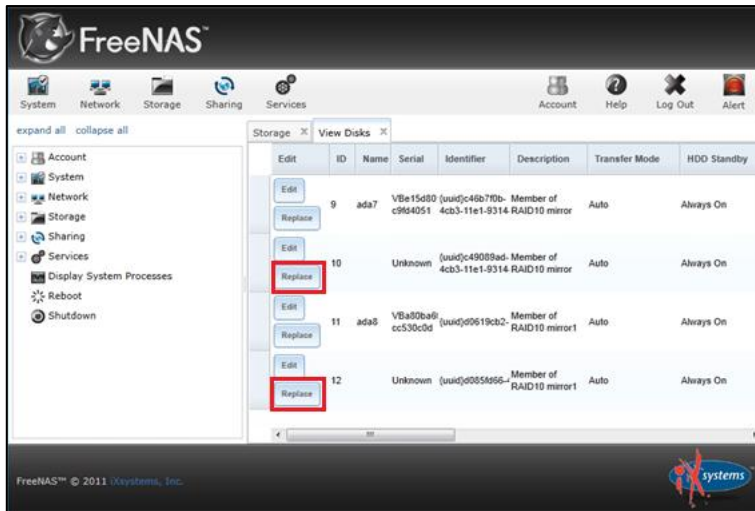 FreeNAS™
System Network Storage Sharing Services Account Help Log Out Alert
expand all collapse all
Account
System
Network
Storage
Sharing
Services
Display System Processes
Reboot
Shutdown
Storage X View Disks X
Edit ID Name Serial Identifier Description Transfer Mode HDD Standby
Edit
Replace
9 ada7 VBe15d80 {uuid}c46b7f0b- Member of Auto Always On
c9fd4051 4cb3-11e1-9314 RAID10 mirror
Edit
Replace
10 Unknown {uuid}c49089ad- Member of Auto Always On
4cb3-11e1-9314 RAID10 mirror
Edit
Replace
11 ada8 VBa80ba6 {uuid}d0619cb2- Member of Auto Always On
cc530c0d RAID10 mirror1
Edit
Replace
12 Unknown {uuid}d085fd66- Member of Auto Always On
RAID10 mirror1
FreeNAS™ © 2011 iXsystems, Inc.
iX systems